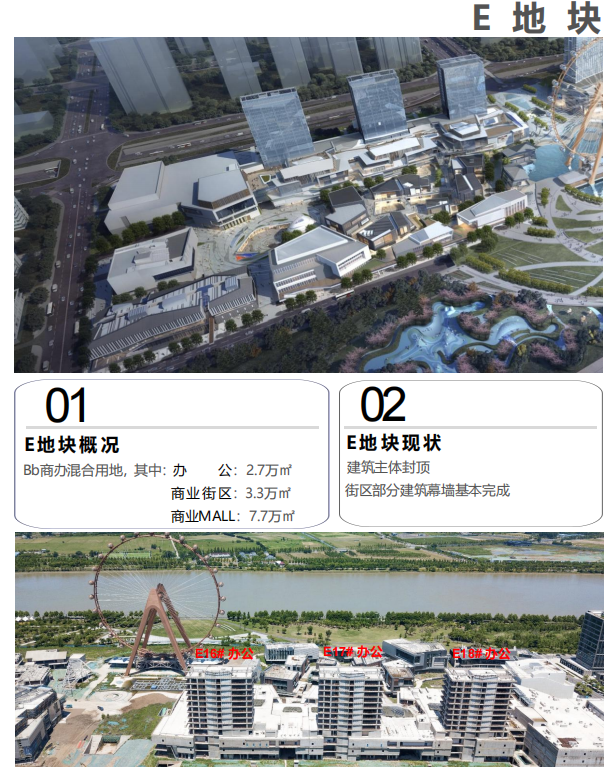 E 地 块
01
E地块概况
Bb商办混合用地，其中：办 公：2.7万㎡
商业街区：3.3万㎡
商业MALL：7.7万㎡
02
E地块现状
建筑主体封顶
街区部分建筑幕墙基本完成
E16# 办公
E17# 办公
E18# 办公